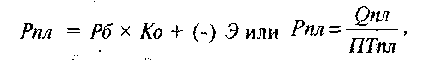 Рпл = Рб × Ко + (-) Э или Рпл = Qпл / ПТпл ,